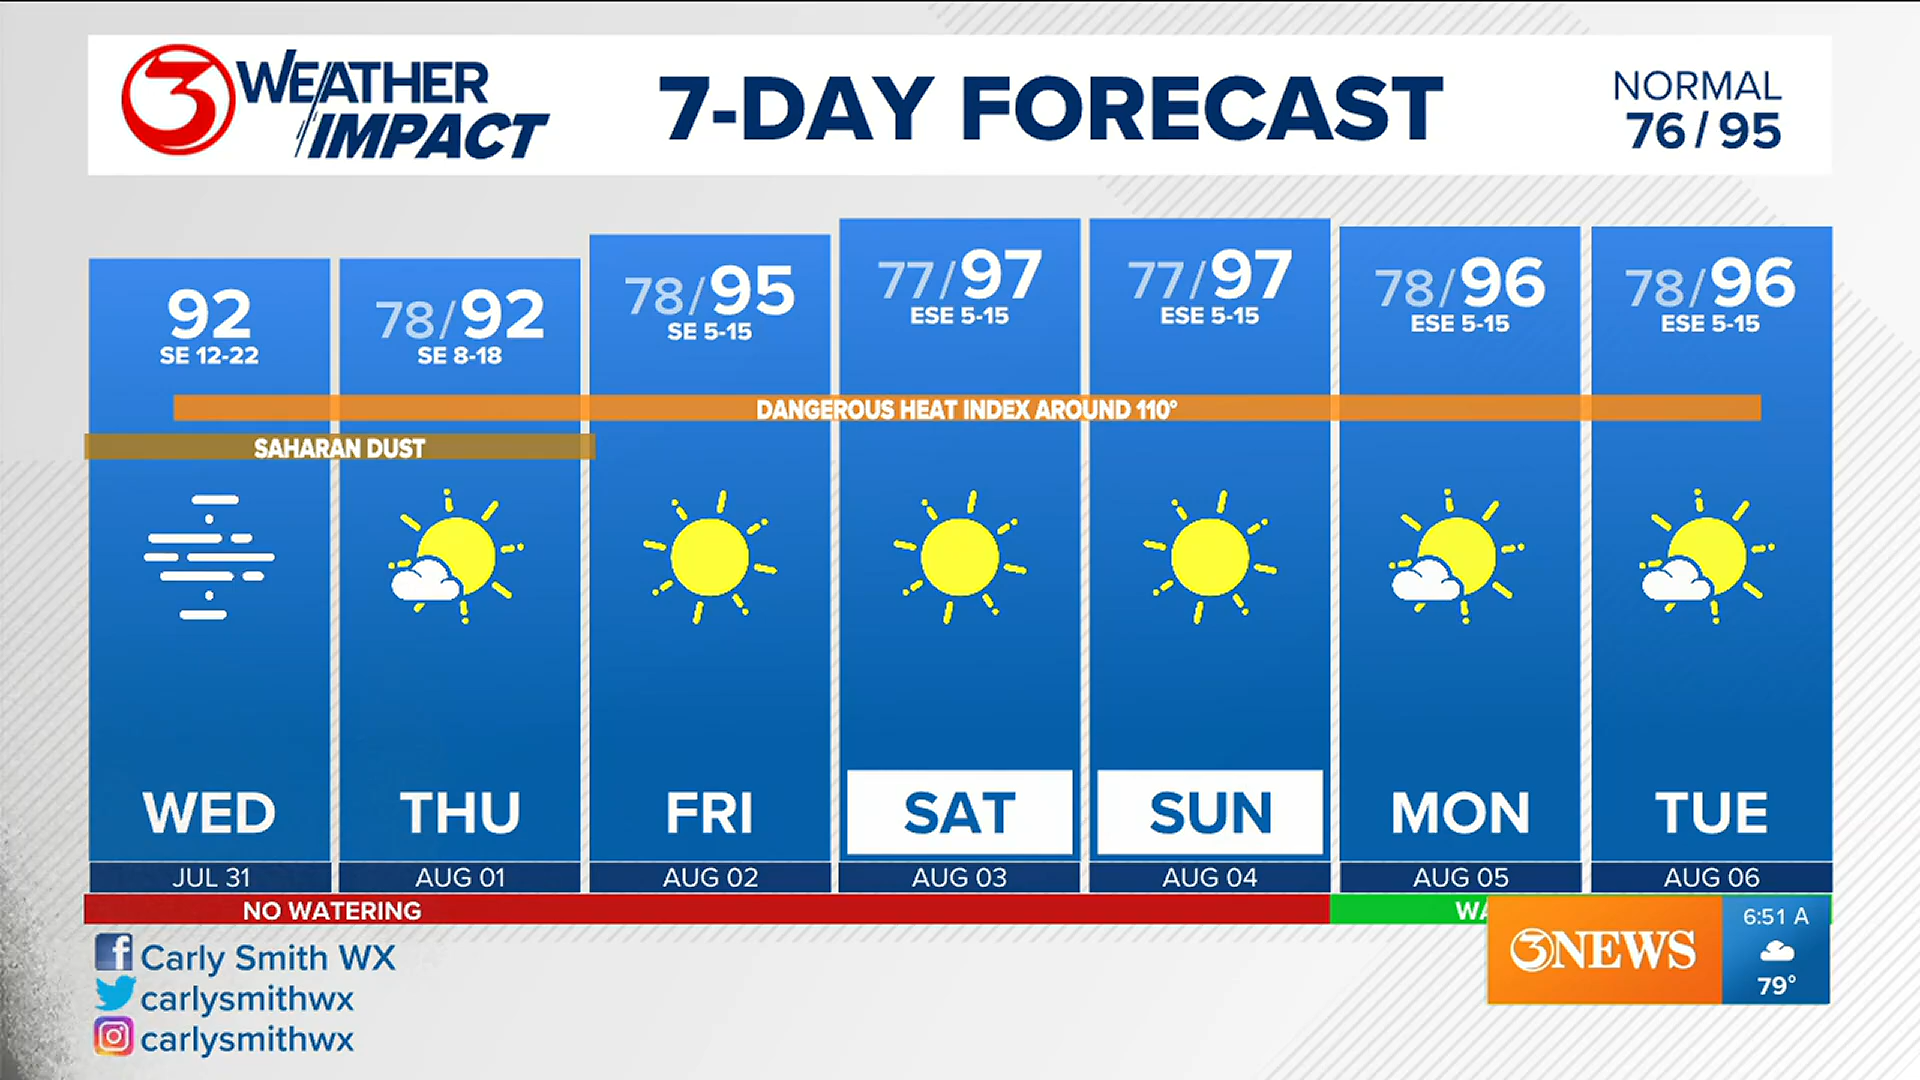 3 WEATHER IMPACT
7-DAY FORECAST
NORMAL
76 / 95
92
SE 12-22
78/92
SE 8-18
78/95
SE 5-15
77/97
ESE 5-15
77/97
ESE 5-15
78/96
ESE 5-15
78/96
ESE 5-15
DANGEROUS HEAT INDEX AROUND 110°
SAHARAN DUST
WED
THU
FRI
SAT
SUN
MON
TUE
JUL 31
AUG 01
AUG 02
AUG 03
AUG 04
AUG 05
AUG 06
NO WATERING
3NEWS
6:51 A
79°
f Carly Smith WX
carlysmithwx
carlysmithwx